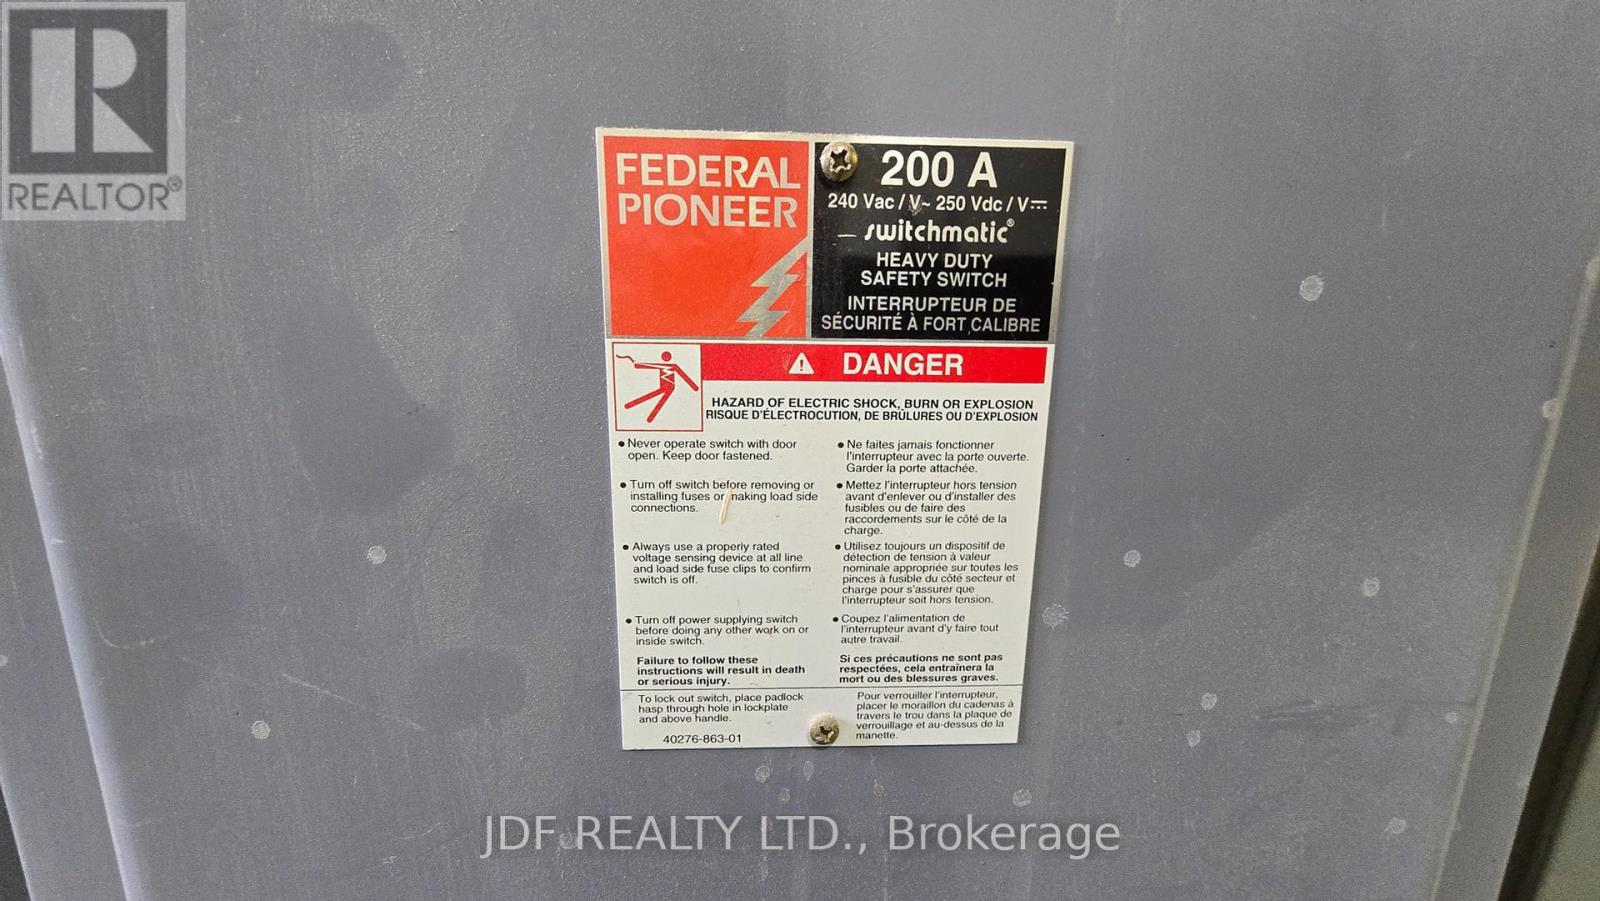 REALTOR®
FEDERAL
PIONEER
200 A
240 Vac / V~ 250 Vdc / V⎓
switchmatic®
HEAVY DUTY
SAFETY SWITCH
INTERRUPTEUR DE
SÉCURITÉ À FORT CALIBRE
DANGER
HAZARD OF ELECTRIC SHOCK, BURN OR EXPLOSION
RISQUE D'ÉLECTROCUTION, DE BRÛLURES OU D'EXPLOSION
• Never operate switch with door
open. Keep door fastened.
• Turn off switch before removing or
installing fuses or making load side
connections.
• Always use a properly rated
voltage sensing device at all line
and load side fuse clips to confirm
switch is off.
• Turn off power supplying switch
before doing any other work on or
inside switch.
Failure to follow these
instructions will result in death
or serious injury.
To lock out switch, place padlock
hasp through hole in lockplate
and above handle.
40276-863-01
• Ne faites jamais fonctionner
l'interrupteur avec la porte ouverte.
Garder la porte attachée.
• Mettez l'interrupteur hors tension
avant d'enlever ou d'installer des
fusibles ou de faire des
raccordements sur le côté de la
charge.
• Utilisez toujours un dispositif de
détection de tension à valeur
nominale appropriée sur toutes les
pinces à fusible du côté secteur et
charge pour s'assurer que
l'interrupteur soit hors tension.
• Coupez l'alimentation de
l'interrupteur avant d'y faire tout
autre travail.
Si ces précautions ne sont pas
respectées, cela entraînera la
mort ou des blessures graves.
Pour verrouiller l'interrupteur,
placer le moraillon du cadenas à
travers le trou dans la plaque de
verrouillage et au-dessus de la
manette.
JDF REALTY LTD., Brokerage